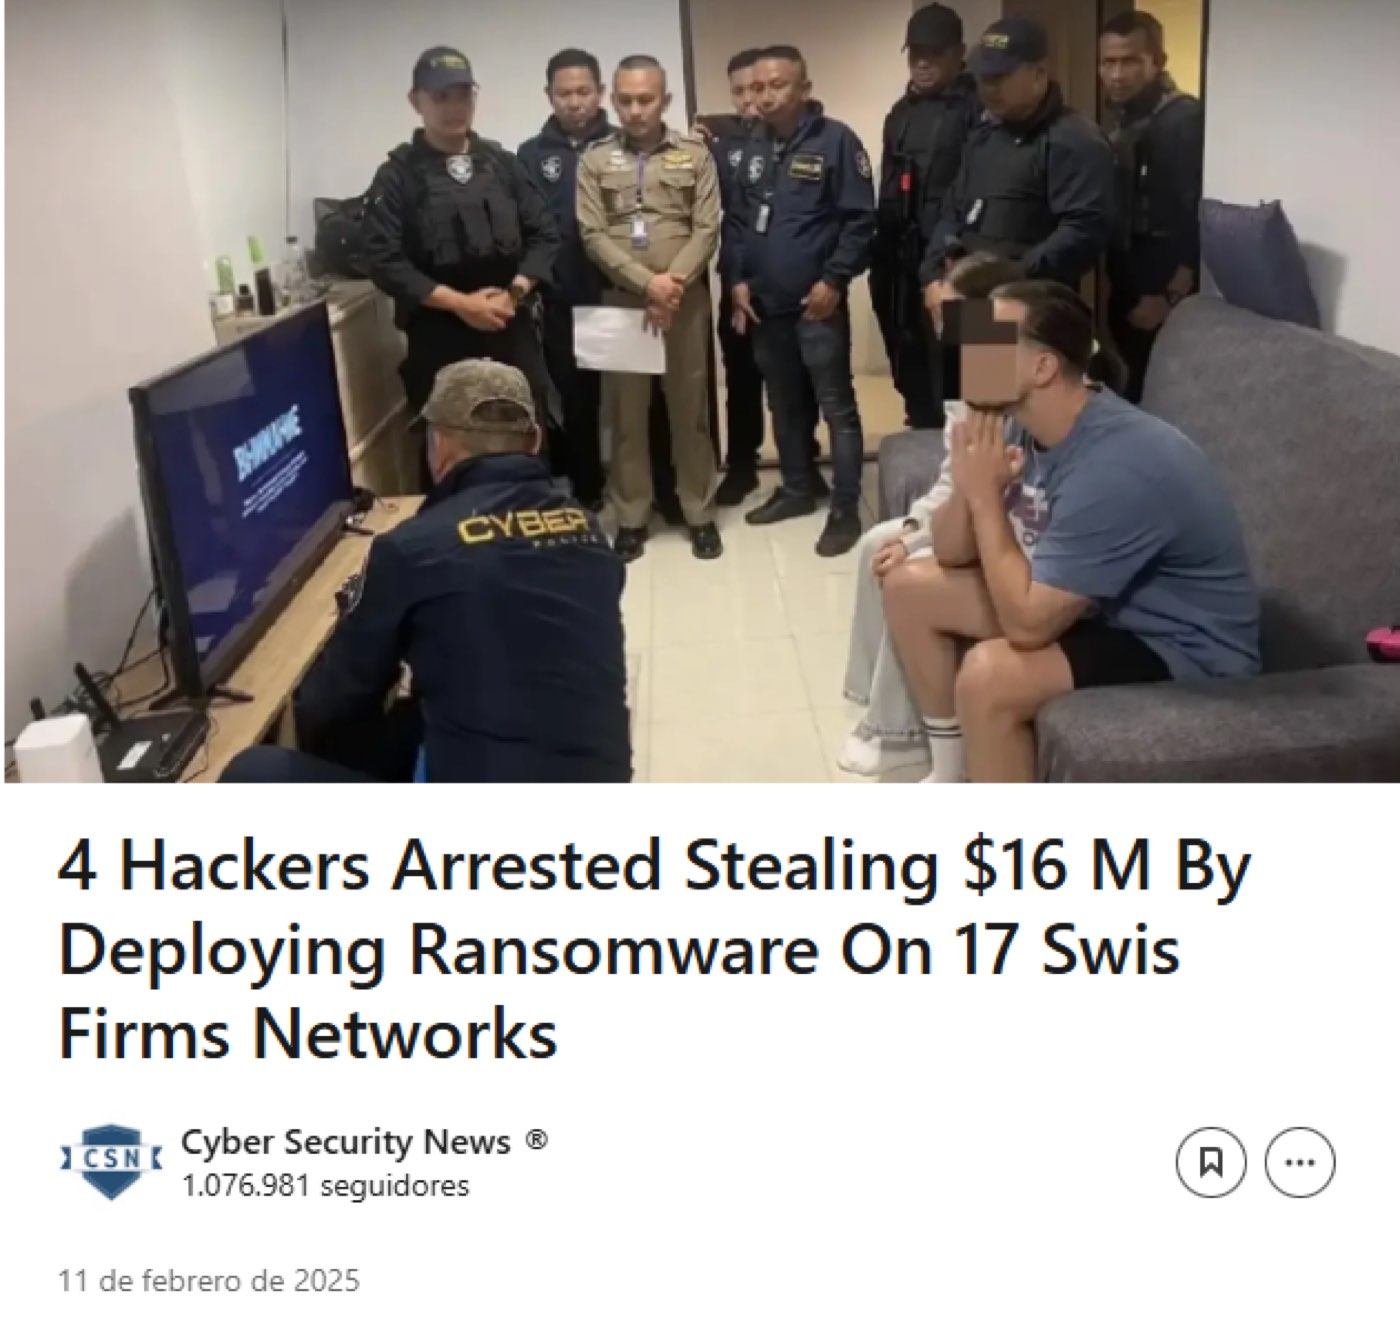 CYBER
POLICE
4 Hackers Arrested Stealing $16 M By
Deploying Ransomware On 17 Swis
Firms Networks
CSN
Cyber Security News ®
1.076.981 seguidores
11 de febrero de 2025